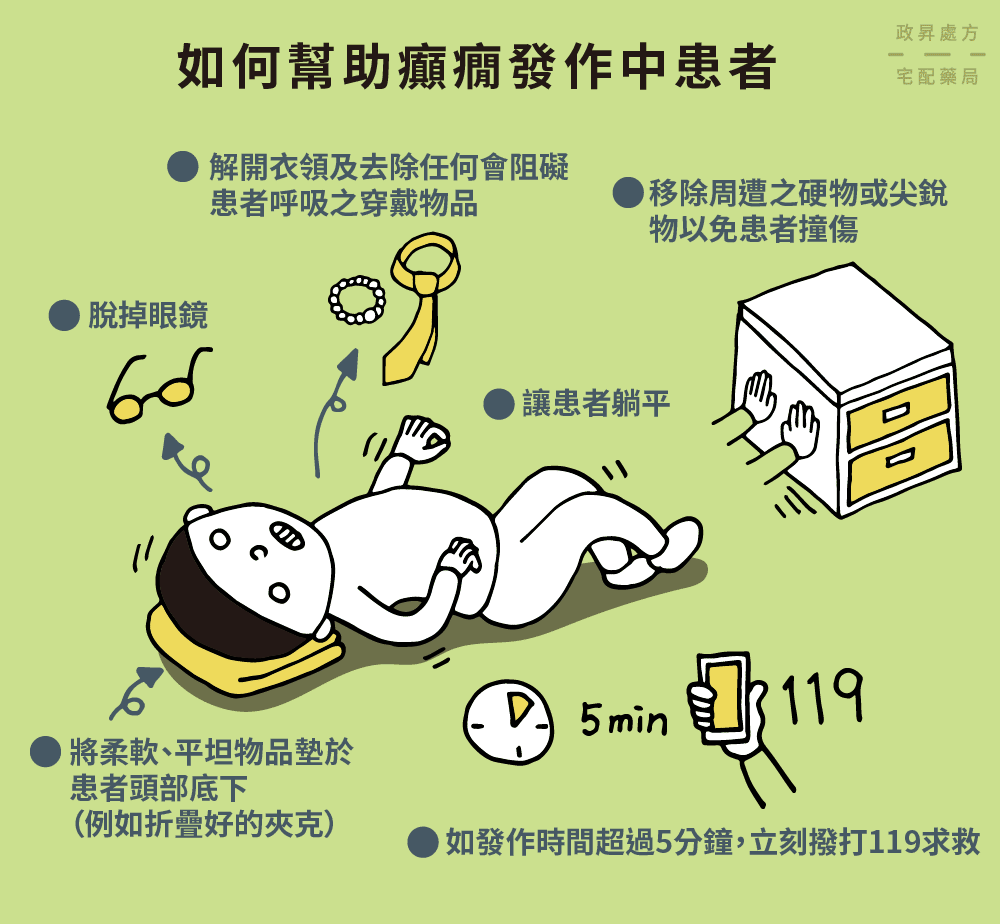 如何幫助癲癇發作中患者
政昇處方
宅配藥局
解開衣領及去除任何會阻礙
患者呼吸之穿戴物品
移除周遭之硬物或尖銳
物以免患者撞傷
脫掉眼鏡
讓患者躺平
5min
119
將柔軟、平坦物品墊於
患者頭部底下
（例如折疊好的夾克）
如發作時間超過5分鐘，立刻撥打119求救